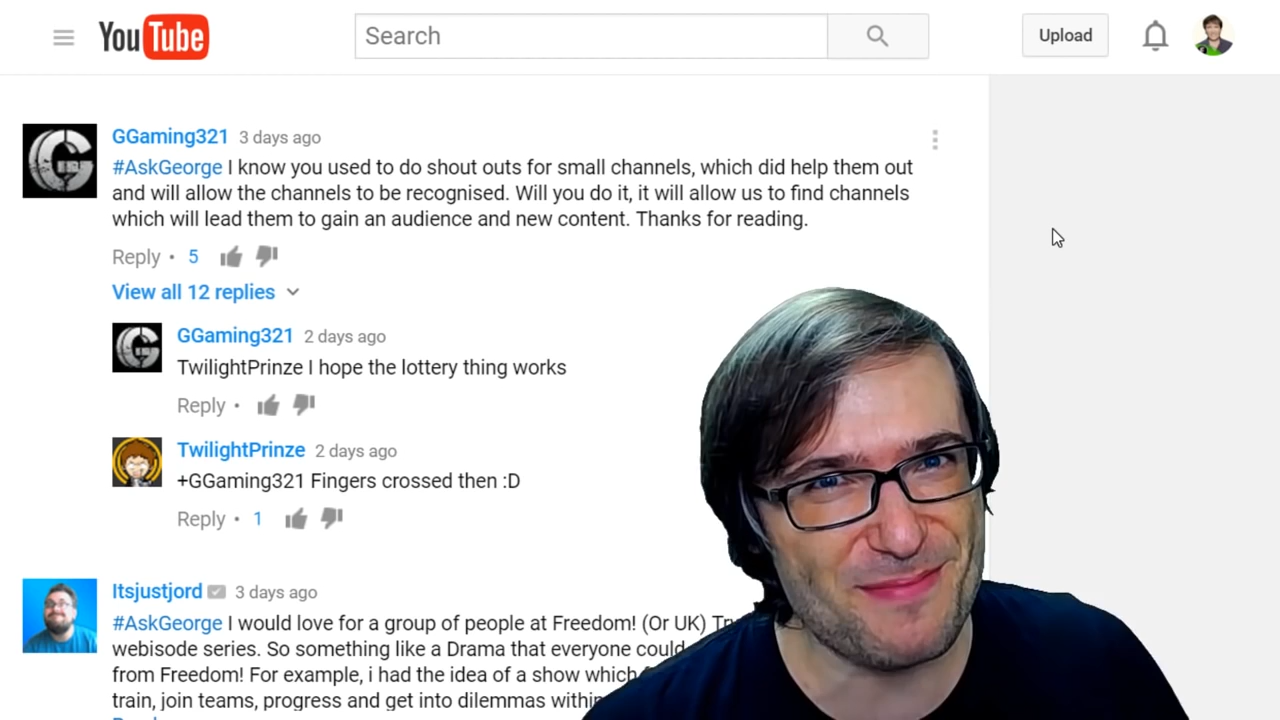 YouTube
Search
Upload
GGaming321 3 days ago
#AskGeorge I know you used to do shout outs for small channels, which did help them out
and will allow the channels to be recognised. Will you do it, it will allow us to find channels
which will lead them to gain an audience and new content. Thanks for reading.
Reply • 5
View all 12 replies
GGaming321 2 days ago
TwilightPrinze I hope the lottery thing works
Reply •
TwilightPrinze 2 days ago
+GGaming321 Fingers crossed then :D
Reply • 1
Itsjustjord 3 days ago
#AskGeorge I would love for a group of people at Freedom! (Or UK)
webisode series. So something like a Drama that everyone could
from Freedom! For example, i had the idea of a show which
train, join teams, progress and get into dilemmas